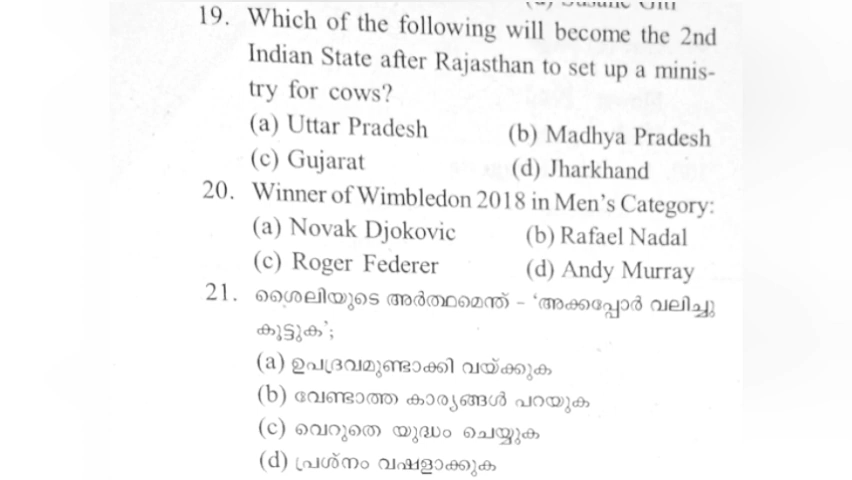 19. Which of the following will become the 2nd
Indian State after Rajasthan to set up a minis-
try for cows?
(a) Uttar Pradesh (b) Madhya Pradesh
(c) Gujarat (d) Jharkhand
20. Winner of Wimbledon 2018 in Men's Category:
(a) Novak Djokovic (b) Rafael Nadal
(c) Roger Federer (d) Andy Murray
21. ശൈലിയുടെ അർത്ഥമെന്ത് - 'അക്കപ്പോർ വലിച്ചു
കൂട്ടുക';
(a) ഉപദ്രവമുണ്ടാക്കി വയ്ക്കുക
(b) വേണ്ടാത്ത കാര്യങ്ങൾ പറയുക
(c) വെറുതെ യുദ്ധം ചെയ്യുക
(d) പ്രശ്നം വഷളാക്കുക